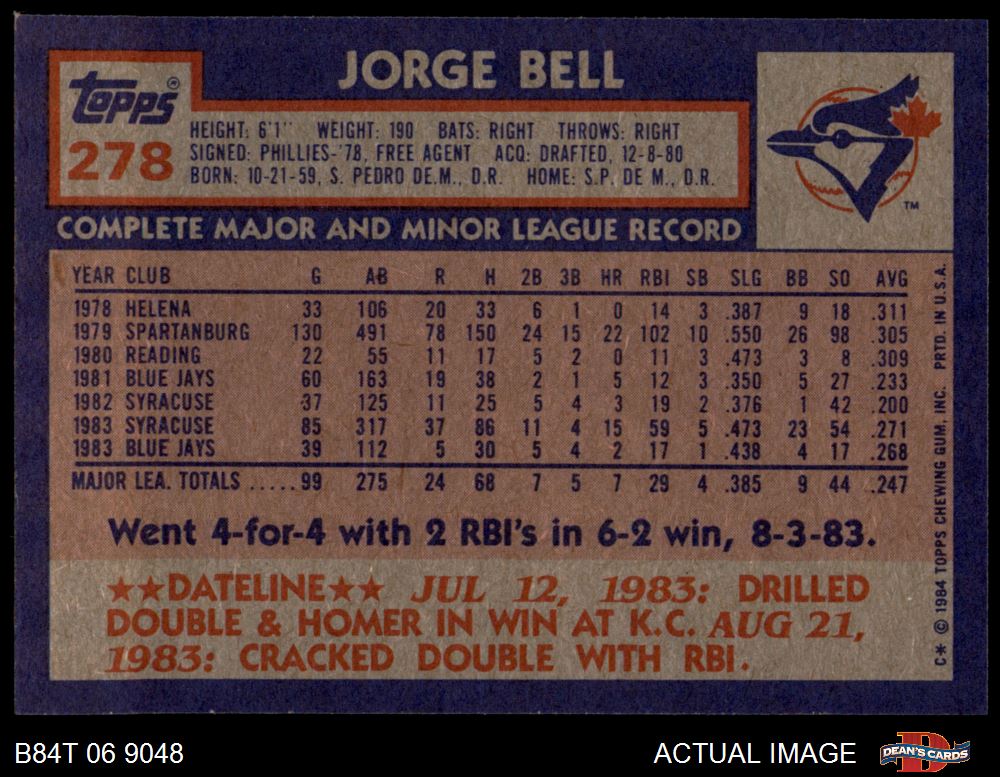 JORGE BELL
Topps®
278
HEIGHT: 6'1" WEIGHT: 190 BATS: RIGHT THROWS: RIGHT
SIGNED: PHILLIES-'78, FREE AGENT ACQ: DRAFTED, 12-8-80
BORN: 10-21-59, S. PEDRO DE.M., D.R. HOME: S.P. DE M., D.R.
TM
COMPLETE MAJOR AND MINOR LEAGUE RECORD
YEAR CLUB G AB R H 2B 3B HR RBI SB SLG BB SO AVG
1978 HELENA 33 106 20 33 6 1 0 14 3 .387 9 18 .311
1979 SPARTANBURG 130 491 78 150 24 15 22 102 10 .550 26 98 .305
1980 READING 22 55 11 17 5 2 0 11 3 .473 3 8 .309
1981 BLUE JAYS 60 163 19 38 2 1 5 12 3 .350 5 27 .233
1982 SYRACUSE 37 125 11 25 5 4 3 19 2 .376 1 42 .200
1983 SYRACUSE 85 317 37 86 11 4 15 59 5 .473 23 54 .271
1983 BLUE JAYS 39 112 5 30 5 4 2 17 1 .438 4 17 .268
MAJOR LEA. TOTALS .....99 275 24 68 7 5 7 29 4 .385 9 44 .247
Went 4-for-4 with 2 RBI's in 6-2 win, 8-3-83.
★★DATELINE★★ JUL 12, 1983: DRILLED
DOUBLE & HOMER IN WIN AT K.C. AUG 21,
1983: CRACKED DOUBLE WITH RBI.
C* © 1984 TOPPS CHEWING GUM, INC. PRTD. IN U.S.A.
B84T 06 9048
ACTUAL IMAGE
DEAN'S CARDS